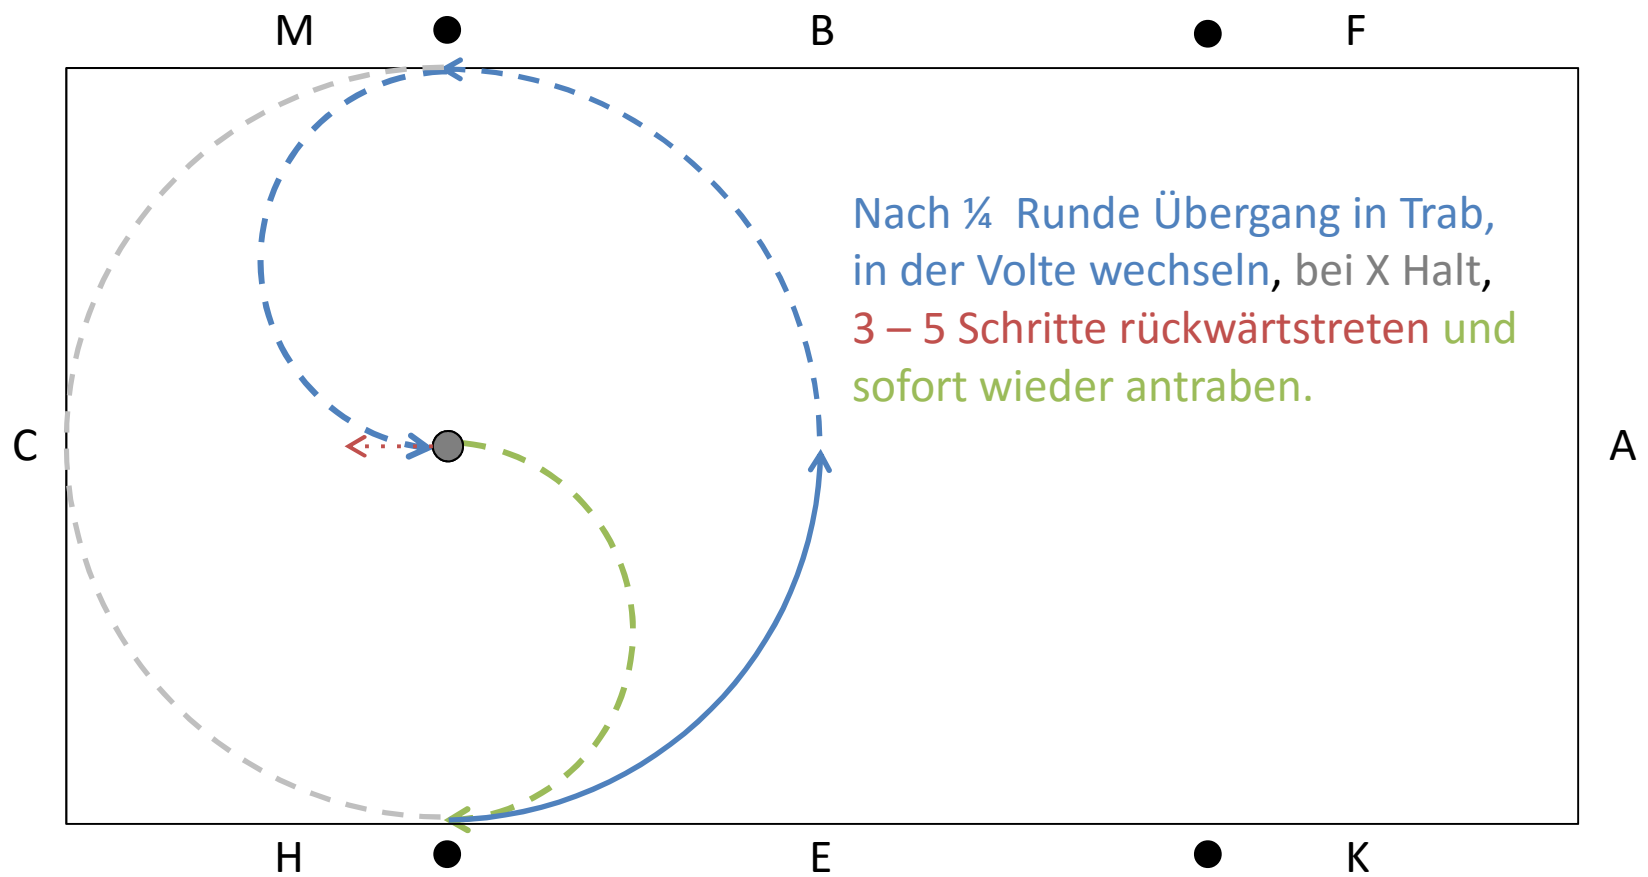 M
B
F
Nach ¼ Runde Übergang in Trab,
in der Volte wechseln, bei X Halt,
3 – 5 Schritte rückwärtstreten und
sofort wieder antraben.
C
A
H
E
K